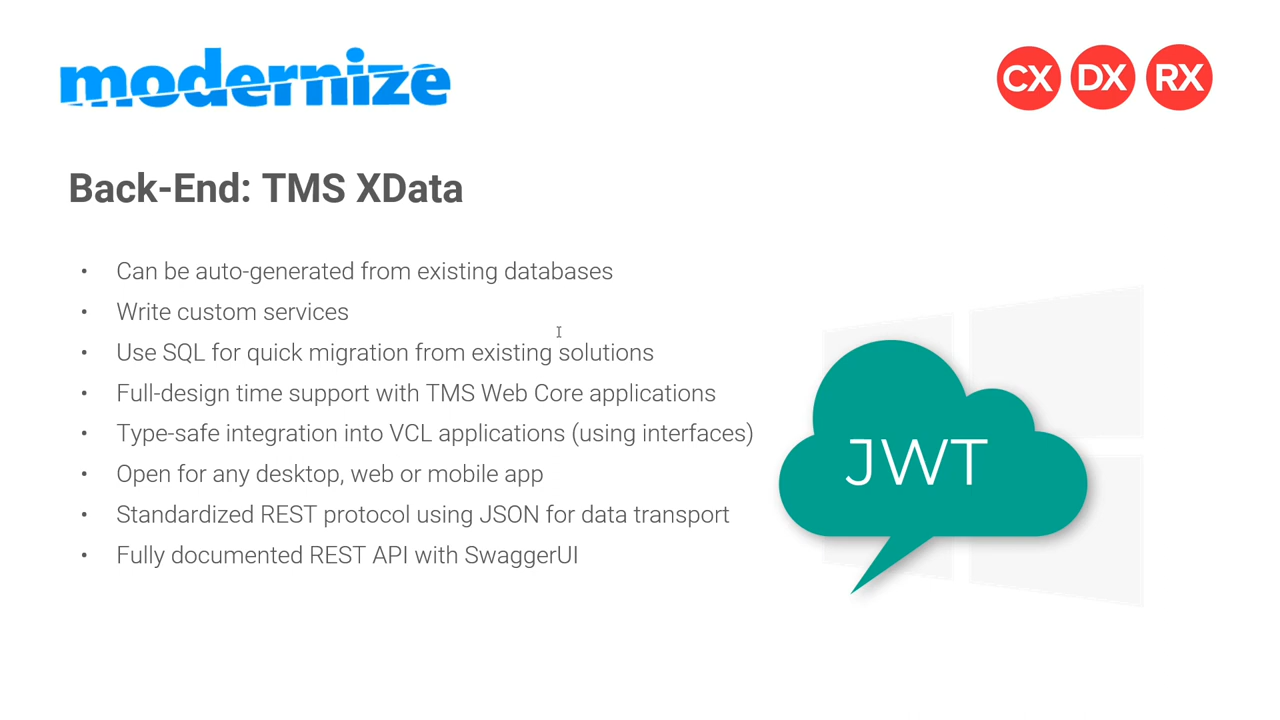 modernize
CX DX RX
Back-End: TMS XData
• Can be auto-generated from existing databases
• Write custom services
• Use SQL for quick migration from existing solutions
• Full-design time support with TMS Web Core applications
• Type-safe integration into VCL applications (using interfaces)
• Open for any desktop, web or mobile app
• Standardized REST protocol using JSON for data transport
• Fully documented REST API with SwaggerUI
JWT